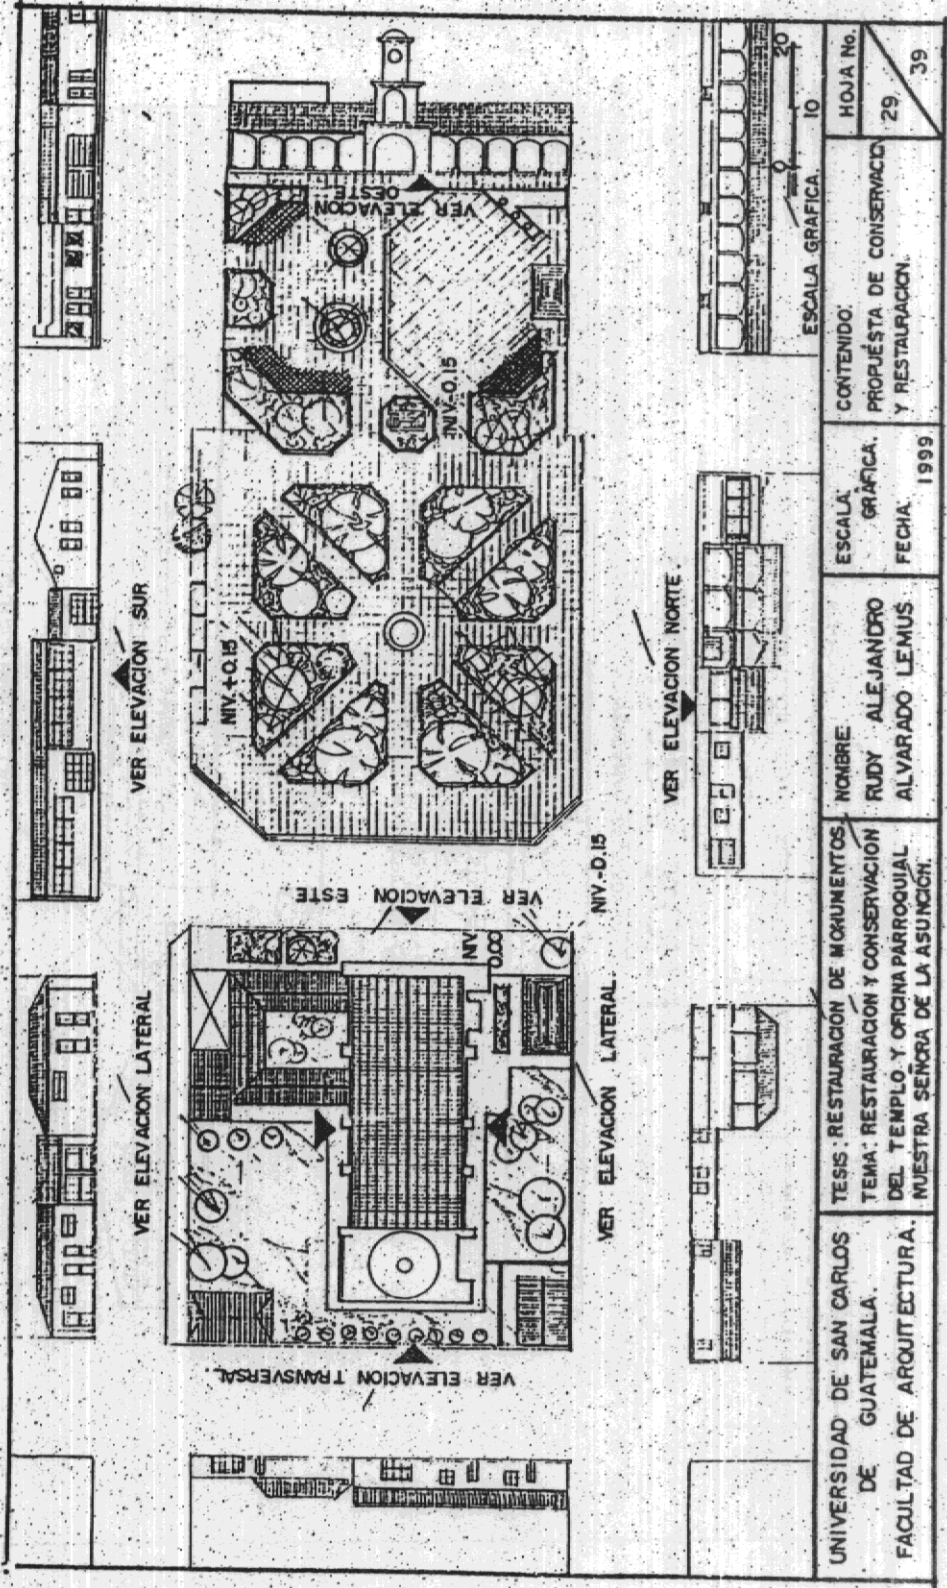 VER ELEVACION SUR
VER ELEVACION LATERAL
VER ELEVACION TRANSVERSAL.
NIV.+0.15
NIV.-0.15
VER ELEVACION OESTE
VER ELEVACION ESTE
NIV.
0.00
NIV.-0.15
VER ELEVACION LATERAL.
VER ELEVACION NORTE.
0 10 20
ESCALA GRAFICA
UNIVERSIDAD DE SAN CARLOS
DE GUATEMALA.
FACULTAD DE ARQUITECTURA.
TESIS: RESTAURACION DE MONUMENTOS
TEMA: RESTAURACION Y CONSERVACION
DEL TEMPLO Y OFICINA PARROQUIAL
NUESTRA SEÑORA DE LA ASUNCION.
NOMBRE
RUDY ALEJANDRO
ALVARADO LEMUS
ESCALA:
GRAFICA.
FECHA:
1999
CONTENIDO:
PROPUESTA DE CONSERVACION
Y RESTAURACION.
HOJA No.
29
39